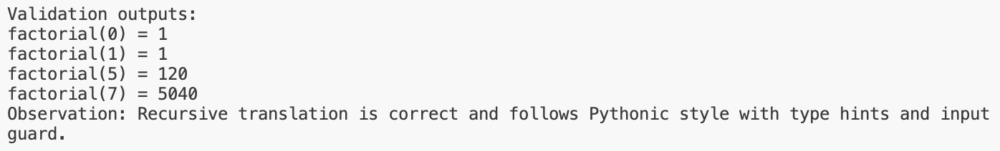 Validation outputs:
factorial(0) = 1
factorial(1) = 1
factorial(5) = 120
factorial(7) = 5040
Observation: Recursive translation is correct and follows Pythonic style with type hints and input
guard.